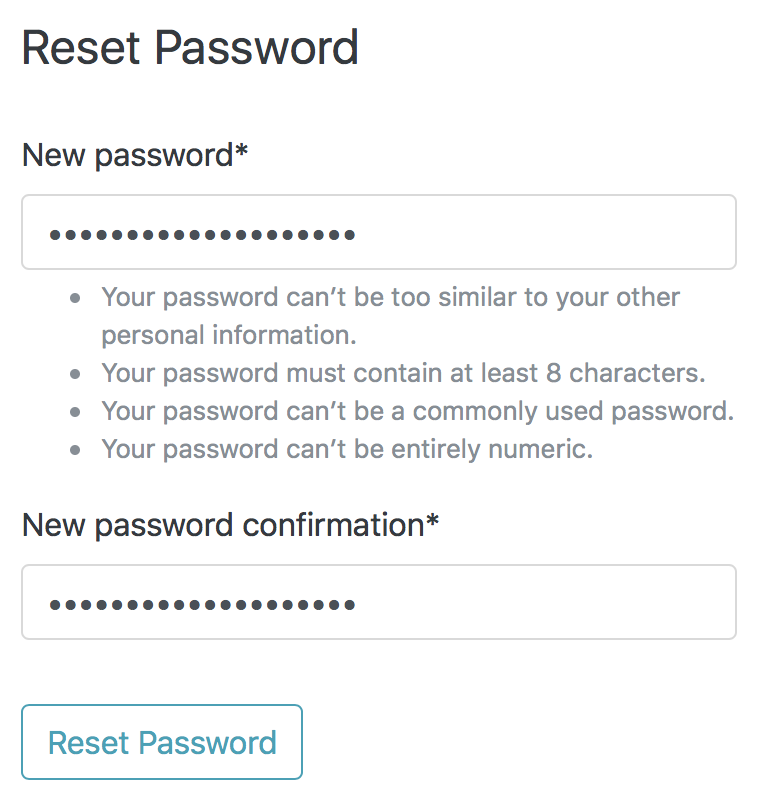 Reset Password
New password*
••••••••••••••••••••
• Your password can’t be too similar to your other
personal information.
• Your password must contain at least 8 characters.
• Your password can’t be a commonly used password.
• Your password can’t be entirely numeric.
New password confirmation*
••••••••••••••••••••
Reset Password